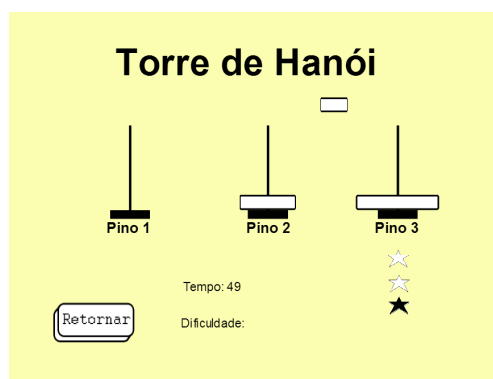 Torre de Hanói
Pino 1
Pino 2
Pino 3
Tempo: 49
Retornar
Dificuldade: